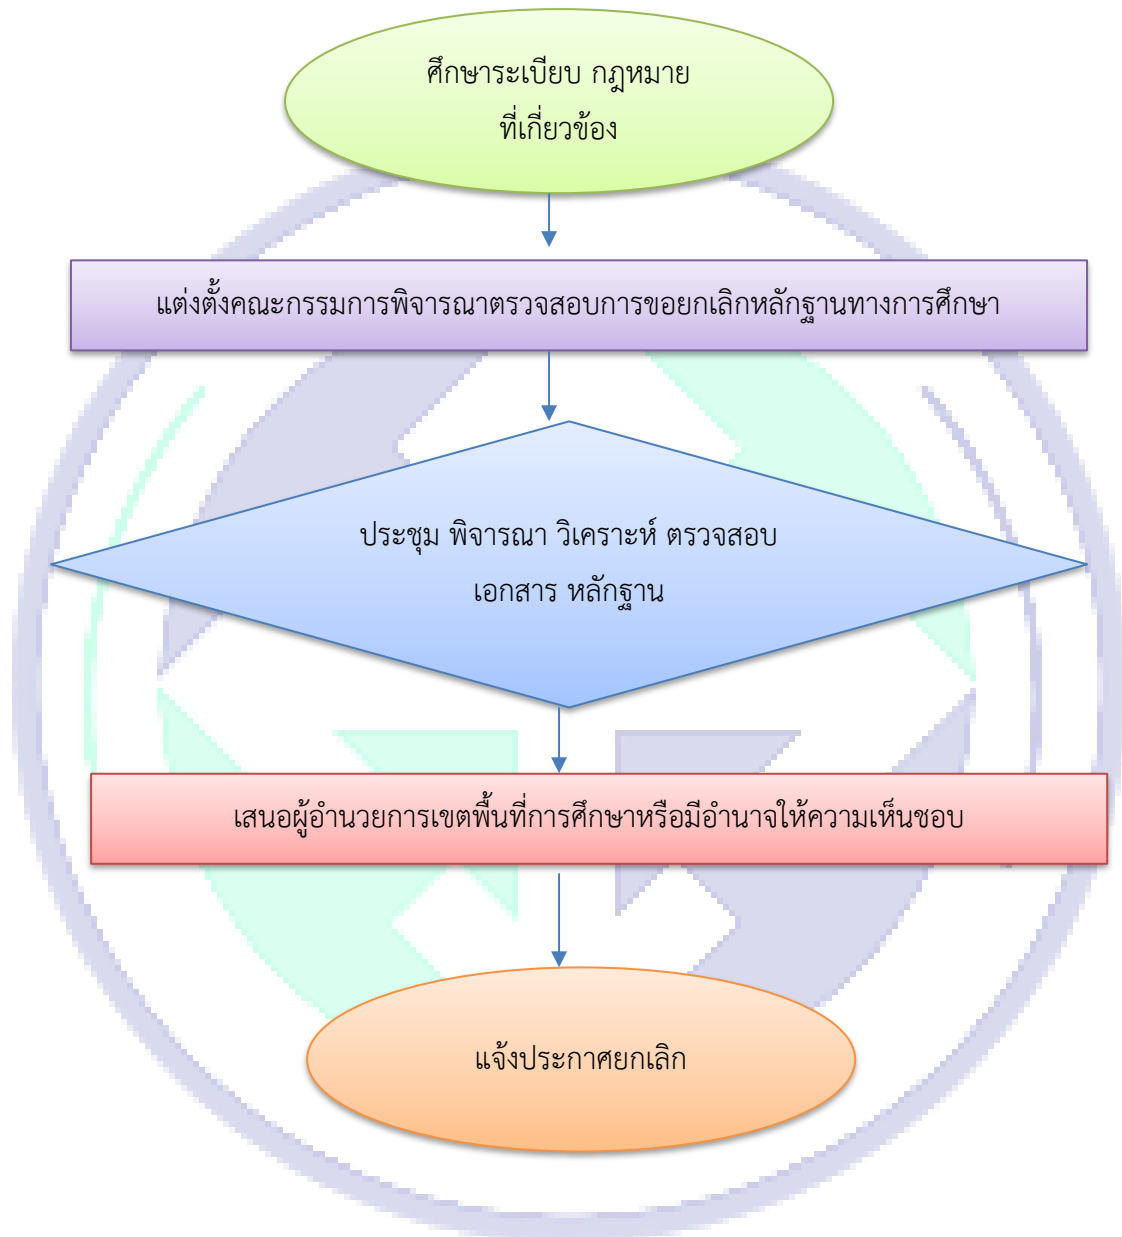 ศึกษาระเบียบ กฎหมาย
ที่เกี่ยวข้อง
แต่งตั้งคณะกรรมการพิจารณาตรวจสอบการขอยกเลิกหลักฐานทางการศึกษา
ประชุม พิจารณา วิเคราะห์ ตรวจสอบ
เอกสาร หลักฐาน
เสนอผู้อำนวยการเขตพื้นที่การศึกษาหรือมีอำนาจให้ความเห็นชอบ
แจ้งประกาศยกเลิก